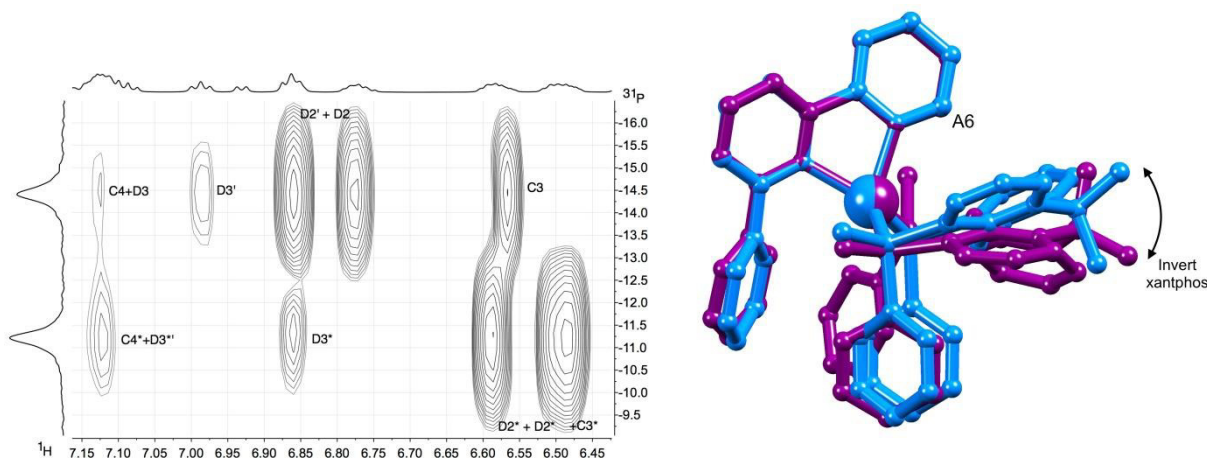 31P
D2' + D2
-16.0
-15.5
-15.0
C4+D3
D3'
C3
-14.5
-14.0
-13.5
-13.0
-12.5
-12.0
-11.5
C4*+D3*'
D3*
-11.0
-10.5
-10.0
-9.5
D2* + D2* +C3*
1H
7.15 7.10 7.05 7.00 6.95 6.90 6.85 6.80 6.75 6.70 6.65 6.60 6.55 6.50 6.45
A6
Invert
xantphos